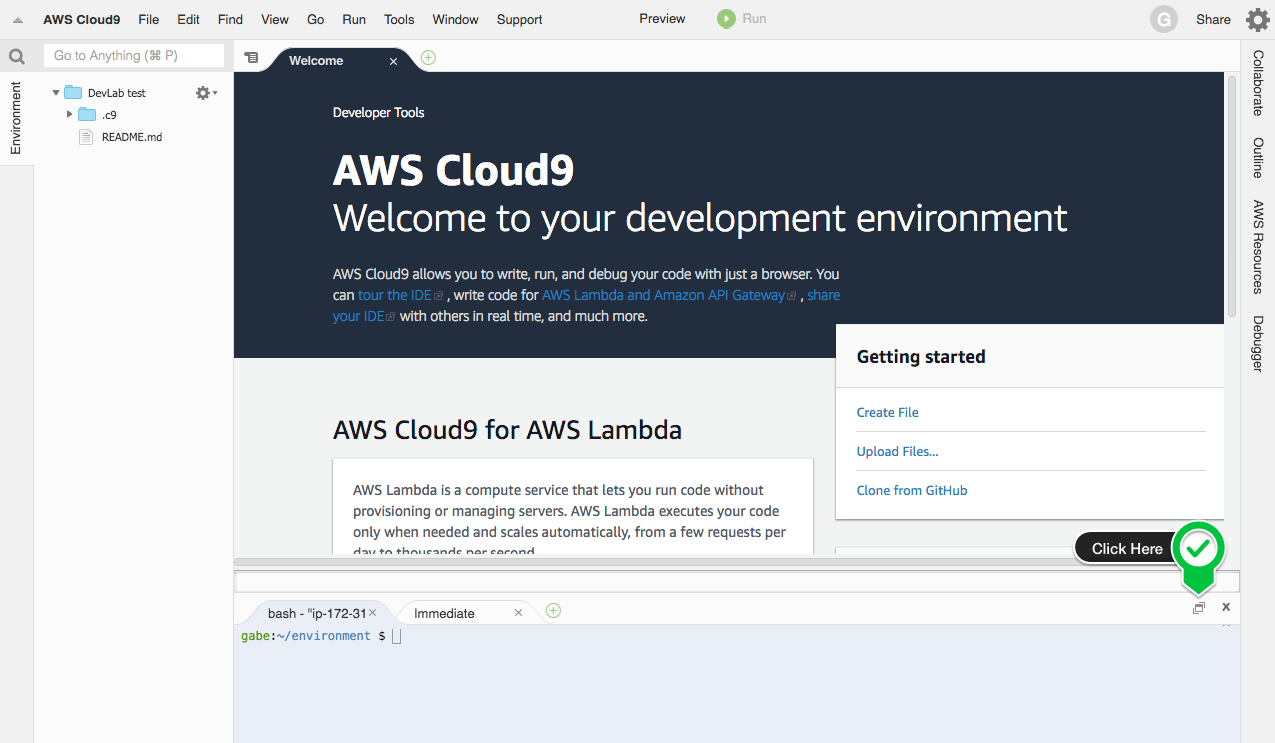 AWS Cloud9 File Edit Find View Go Run Tools Window Support Preview Run G Share
Go to Anything (⌘ P)
Environment
DevLab test
.c9
README.md
Welcome
Developer Tools
AWS Cloud9
Welcome to your development environment
AWS Cloud9 allows you to write, run, and debug your code with just a browser. You
can tour the IDE , write code for AWS Lambda and Amazon API Gateway , share
your IDE with others in real time, and much more.
Getting started
Create File
Upload Files...
Clone from GitHub
AWS Cloud9 for AWS Lambda
AWS Lambda is a compute service that lets you run code without
provisioning or managing servers. AWS Lambda executes your code
only when needed and scales automatically, from a few requests per
day to thousands per second.
Click Here
bash - "ip-172-31
Immediate
gabe:~/environment $
Collaborate
Outline
AWS Resources
Debugger